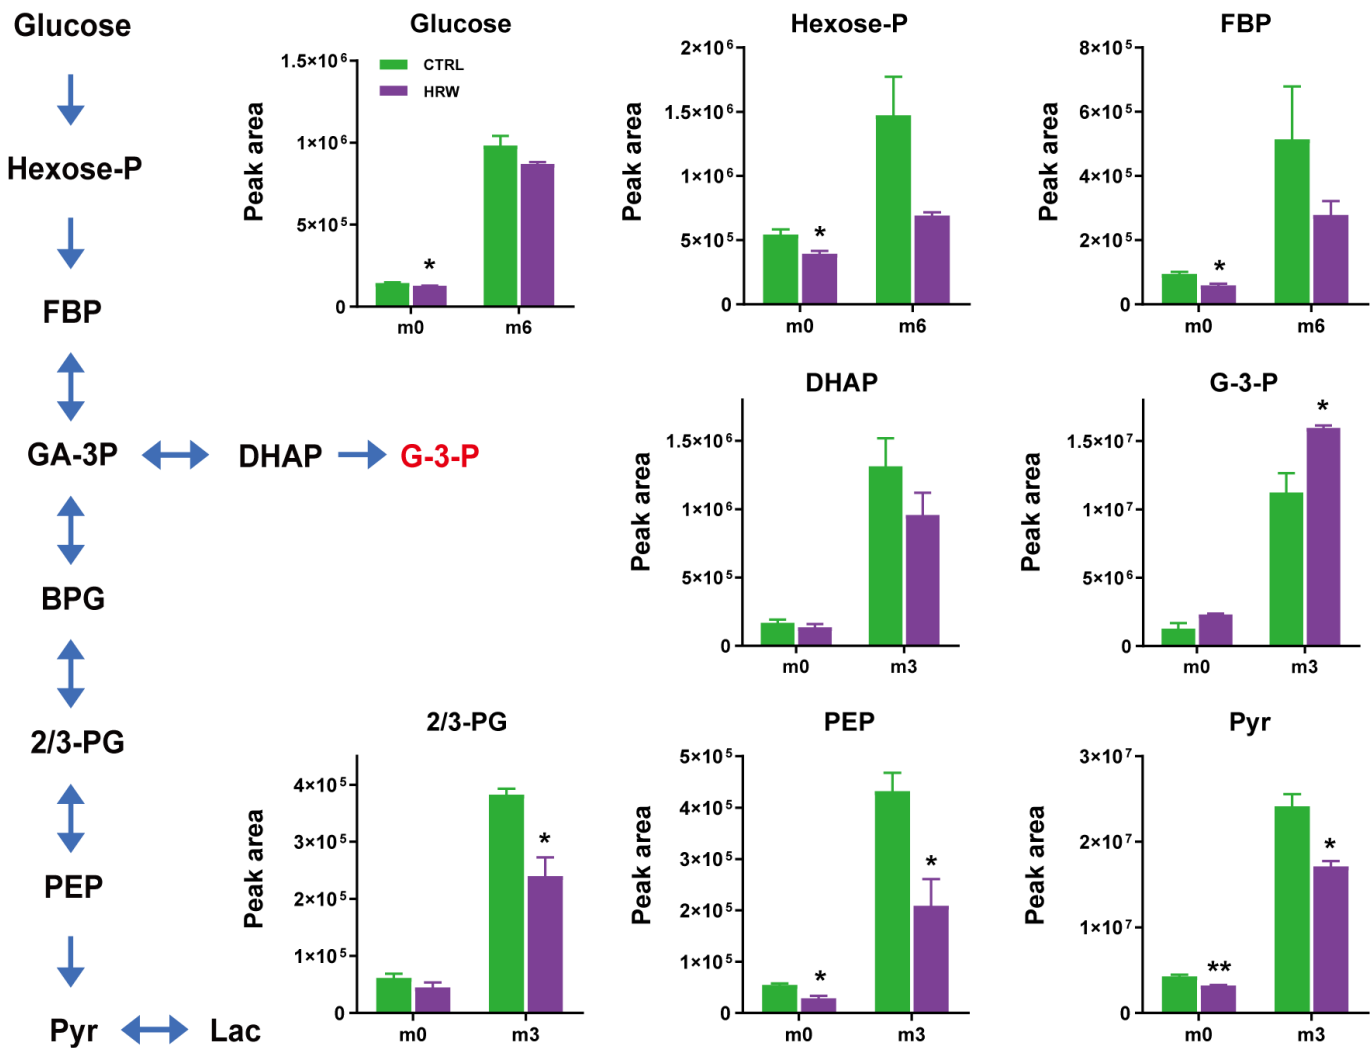 Glucose
Hexose-P
FBP
GA-3P
DHAP
G-3-P
BPG
2/3-PG
PEP
Pyr
Lac
Glucose
CTRL
HRW
Peak area
1.5×10⁶
1×10⁶
5×10⁵
0
*
m0
m6
Hexose-P
Peak area
2×10⁶
1.5×10⁶
1×10⁶
5×10⁵
0
*
m0
m6
FBP
Peak area
8×10⁵
6×10⁵
4×10⁵
2×10⁵
0
*
m0
m6
DHAP
Peak area
1.5×10⁶
1×10⁶
5×10⁵
0
m0
m3
G-3-P
Peak area
1.5×10⁷
1×10⁷
5×10⁶
0
*
m0
m3
2/3-PG
Peak area
4×10⁵
3×10⁵
2×10⁵
1×10⁵
0
*
m0
m3
PEP
Peak area
5×10⁵
4×10⁵
3×10⁵
2×10⁵
1×10⁵
0
*
*
m0
m3
Pyr
Peak area
3×10⁷
2×10⁷
1×10⁷
0
**
*
m0
m3